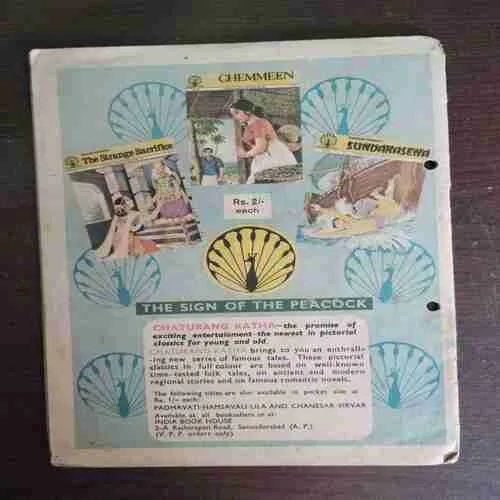 CHEMMEEN
The Strange Sacrifice
SUNDARASENA
Rs. 2/-
each
THE SIGN OF THE PEACOCK
CHATURANG KATHA—the promise of
exciting entertainment-the newest in pictorial
classics for young and old.
CHATURANG KATHA brings to you an enthrall-
-ing new series of famous tales. These pictorial
classics in full colour are based on well-known
time-tested folk tales, on ancient and modern
regional stories and on famous romantic novels.
The following titles are also available in pocket size at
Rs. 1/- each:
PADMAVATI-HAMSAVALI-LILA AND CHANESAR-HIRVAR
Available at all booksellers or at:
INDIA BOOK HOUSE
2-A Rashtrapati Road, Secunderabad (A. P.)
(V. P. P. orders only)